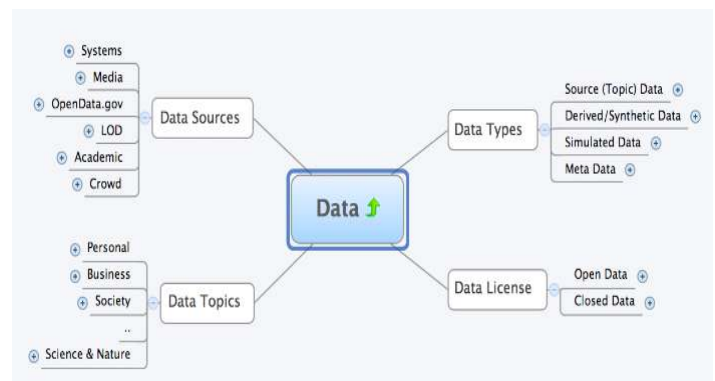 Systems
Media
OpenData.gov
LOD
Academic
Crowd
Data Sources
Personal
Business
Society
..
Science & Nature
Data Topics
Data
Data Types
Source (Topic) Data
Derived/Synthetic Data
Simulated Data
Meta Data
Data License
Open Data
Closed Data